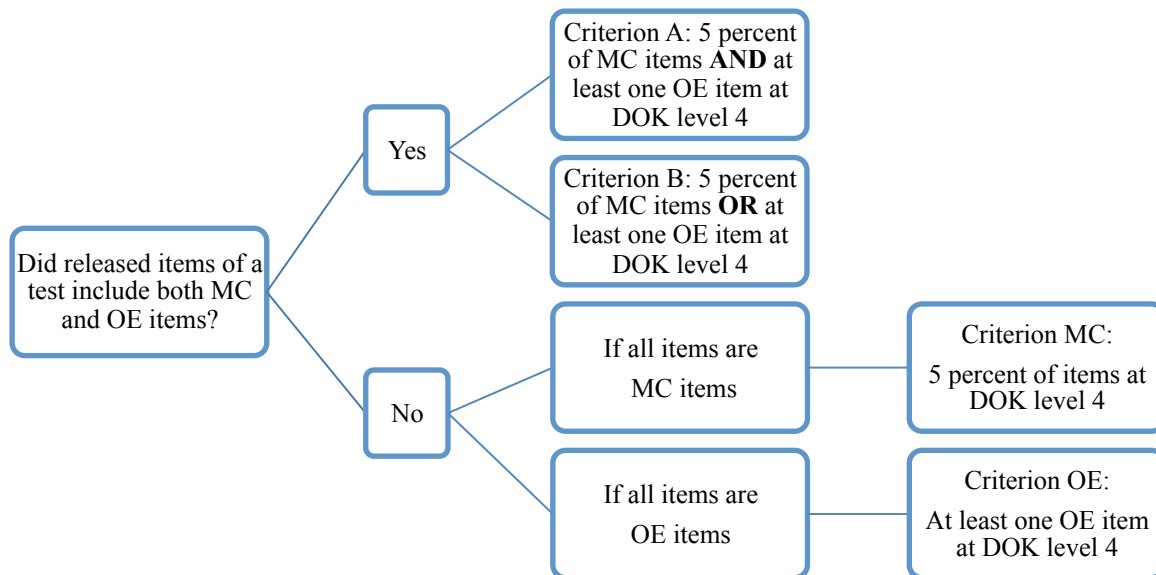 Did released items of a
test include both MC
and OE items?
Yes
Criterion A: 5 percent
of MC items AND at
least one OE item at
DOK level 4
Criterion B: 5 percent
of MC items OR at
least one OE item at
DOK level 4
No
If all items are
MC items
Criterion MC:
5 percent of items at
DOK level 4
If all items are
OE items
Criterion OE:
At least one OE item
at DOK level 4